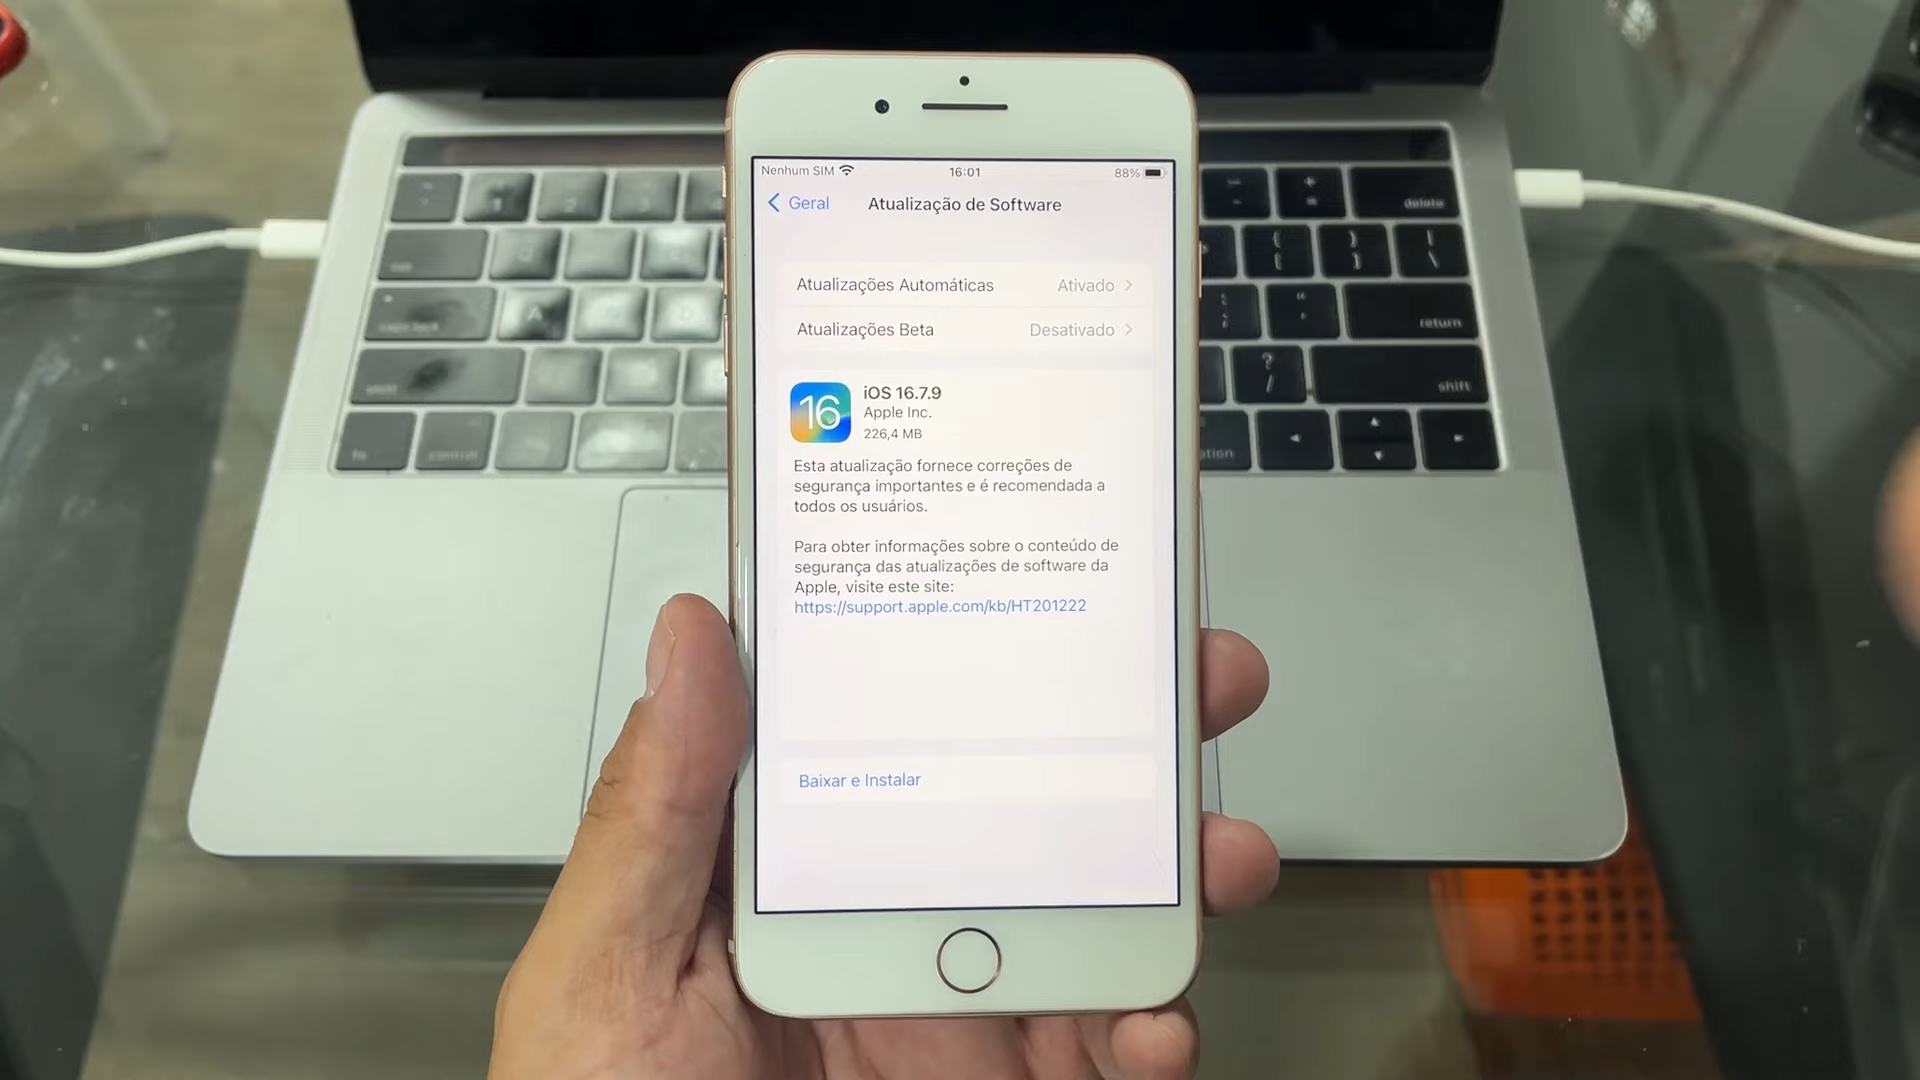 Nenhum SIM 16:01 88%
Geral Atualização de Software
Atualizações Automáticas Ativado
Atualizações Beta Desativado
16
iOS 16.7.9
Apple Inc.
226,4 MB
Esta atualização fornece correções de
segurança importantes e é recomendada a
todos os usuários.
Para obter informações sobre o conteúdo de
segurança das atualizações de software da
Apple, visite este site:
https://support.apple.com/kb/HT201222
Baixar e Instalar
delete
return
shift
A
caps lock
fn
control